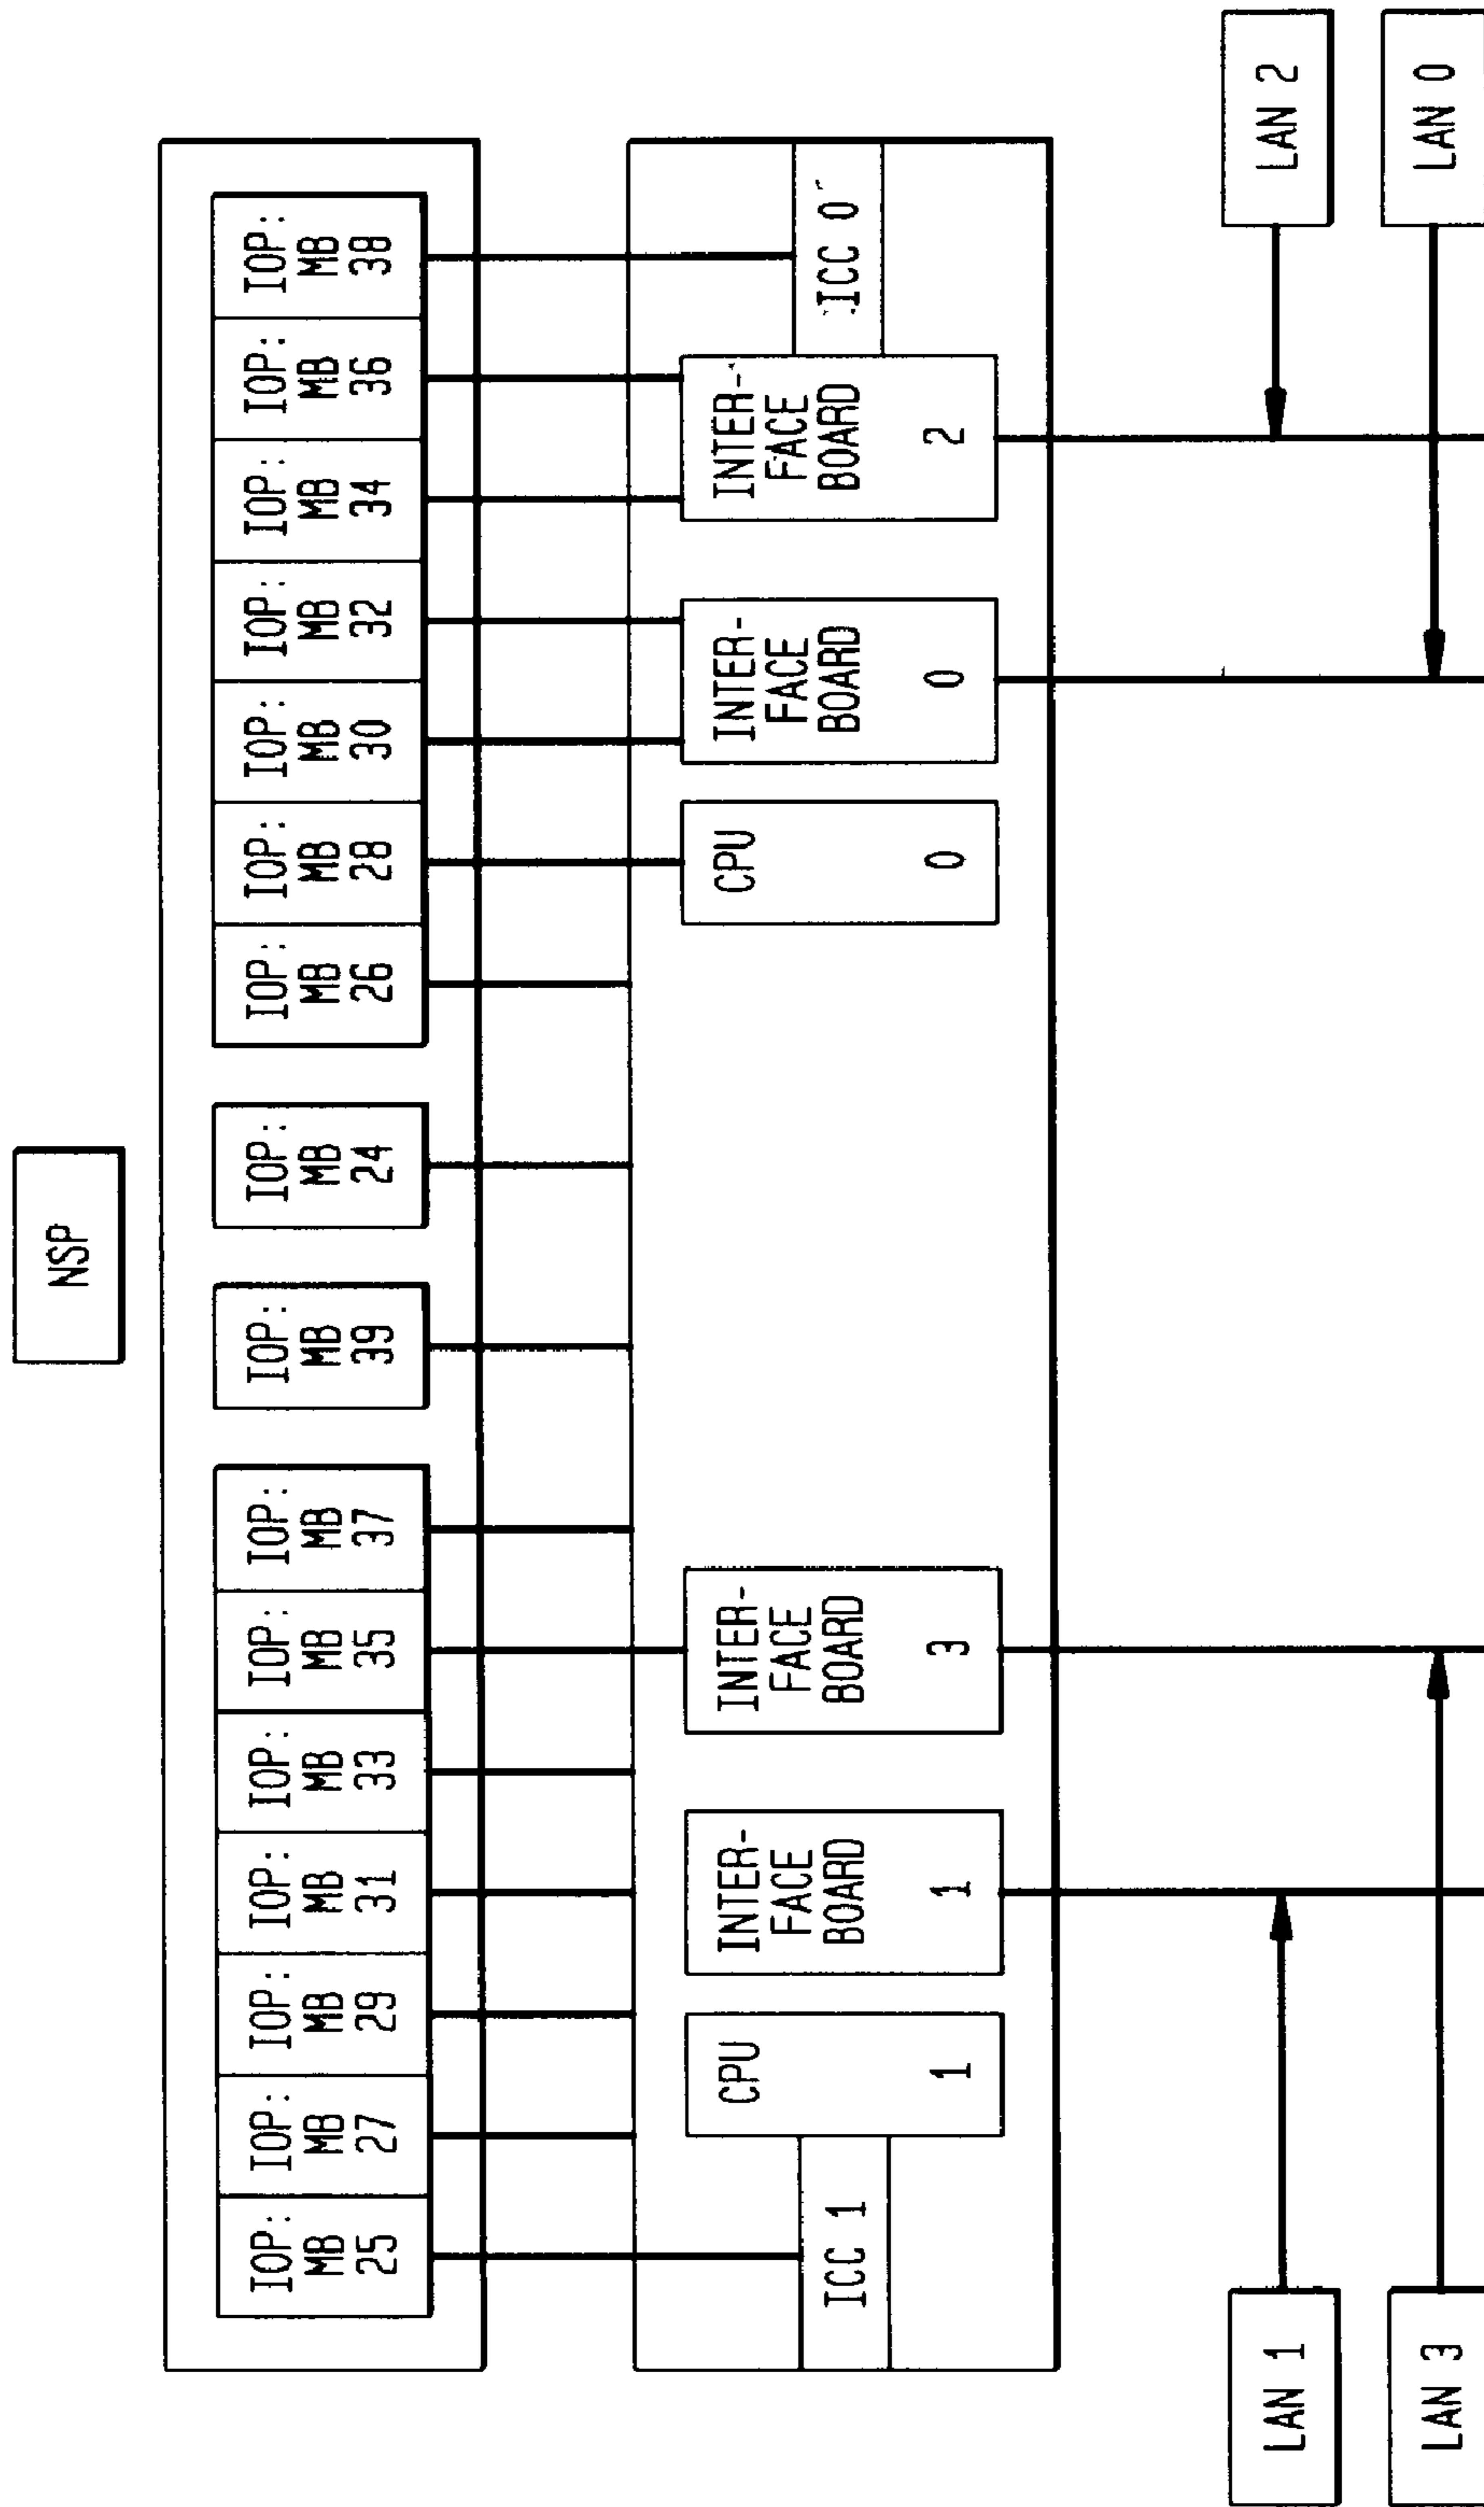 NSP
IOP:
MB
25
IOP:
MB
27
IOP:
MB
29
IOP:
MB
31
IOP:
MB
33
IOP:
MB
35
IOP:
MB
37
IOP:
MB
39
IOP:
MB
24
IOP:
MB
26
IOP:
MB
28
IOP:
MB
30
IOP:
MB
32
IOP:
MB
34
IOP:
MB
36
IOP:
MB
38
ICC 1
CPU
1
INTER-
FACE
BOARD
1
INTER-
FACE
BOARD
3
CPU
0
INTER-
FACE
BOARD
0
INTER-
FACE
BOARD
2
ICC 0
LAN 1
LAN 2
LAN 3
LAN 0